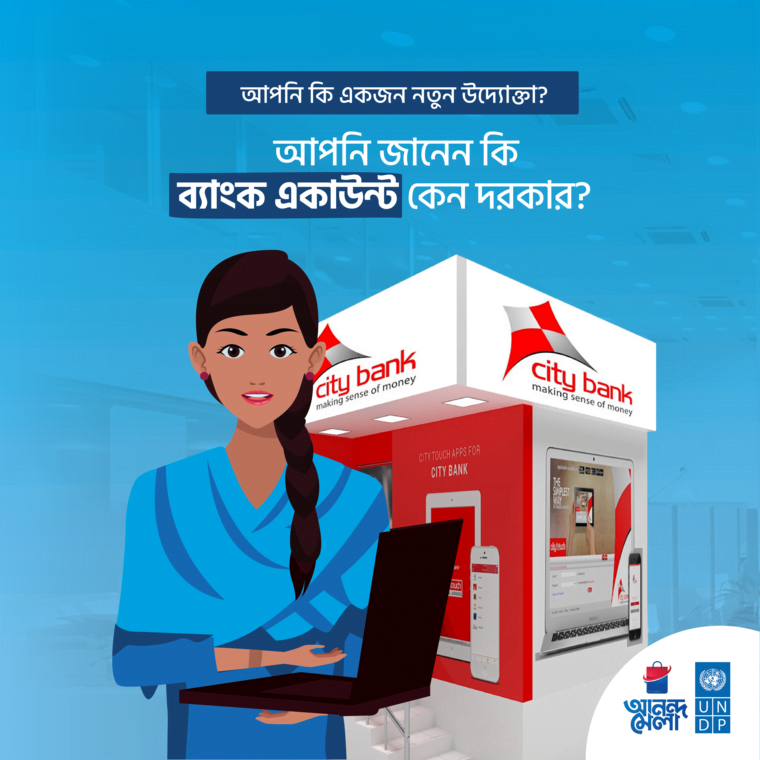 আপনি কি একজন নতুন উদ্যোক্তা?
আপনি জানেন কি
ব্যাংক একাউন্ট কেন দরকার?
city bank
making sense of money
city bank
making sense of money
CITY TOUCH APPS FOR
CITY BANK
THE
SIMPLEST
WAY
citytouch
আনন্দ
মেলা
U N
D P